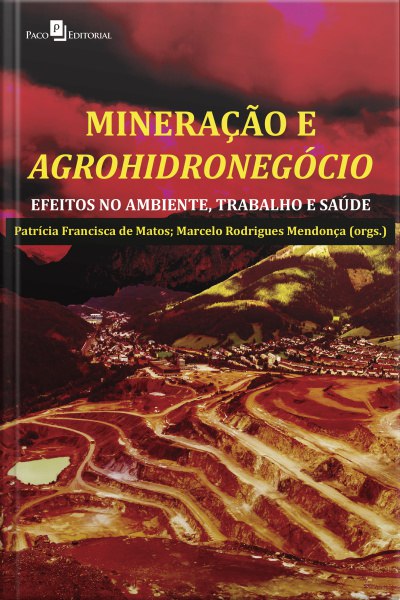 PACO EDITORIAL
MINERAÇÃO E
AGROHIDRONEGÓCIO
EFEITOS NO AMBIENTE, TRABALHO E SAÚDE
Patrícia Francisca de Matos; Marcelo Rodrigues Mendonça (orgs.)